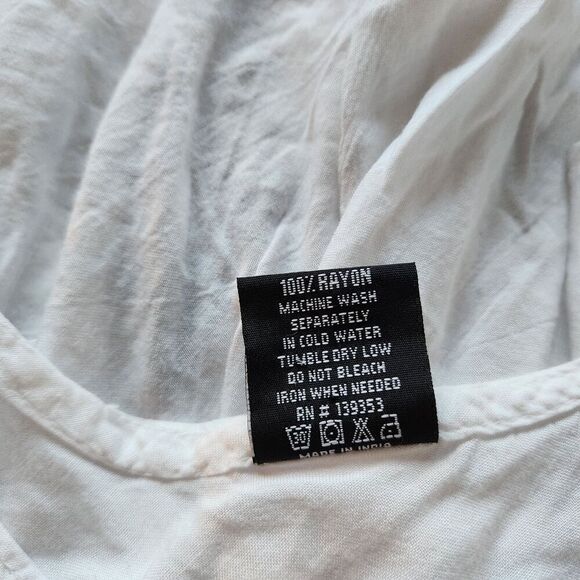 100% RAYON
MACHINE WASH
SEPARATELY
IN COLD WATER
TUMBLE DRY LOW
DO NOT BLEACH
IRON WHEN NEEDED
RN # 139353
30
MADE IN INDIA